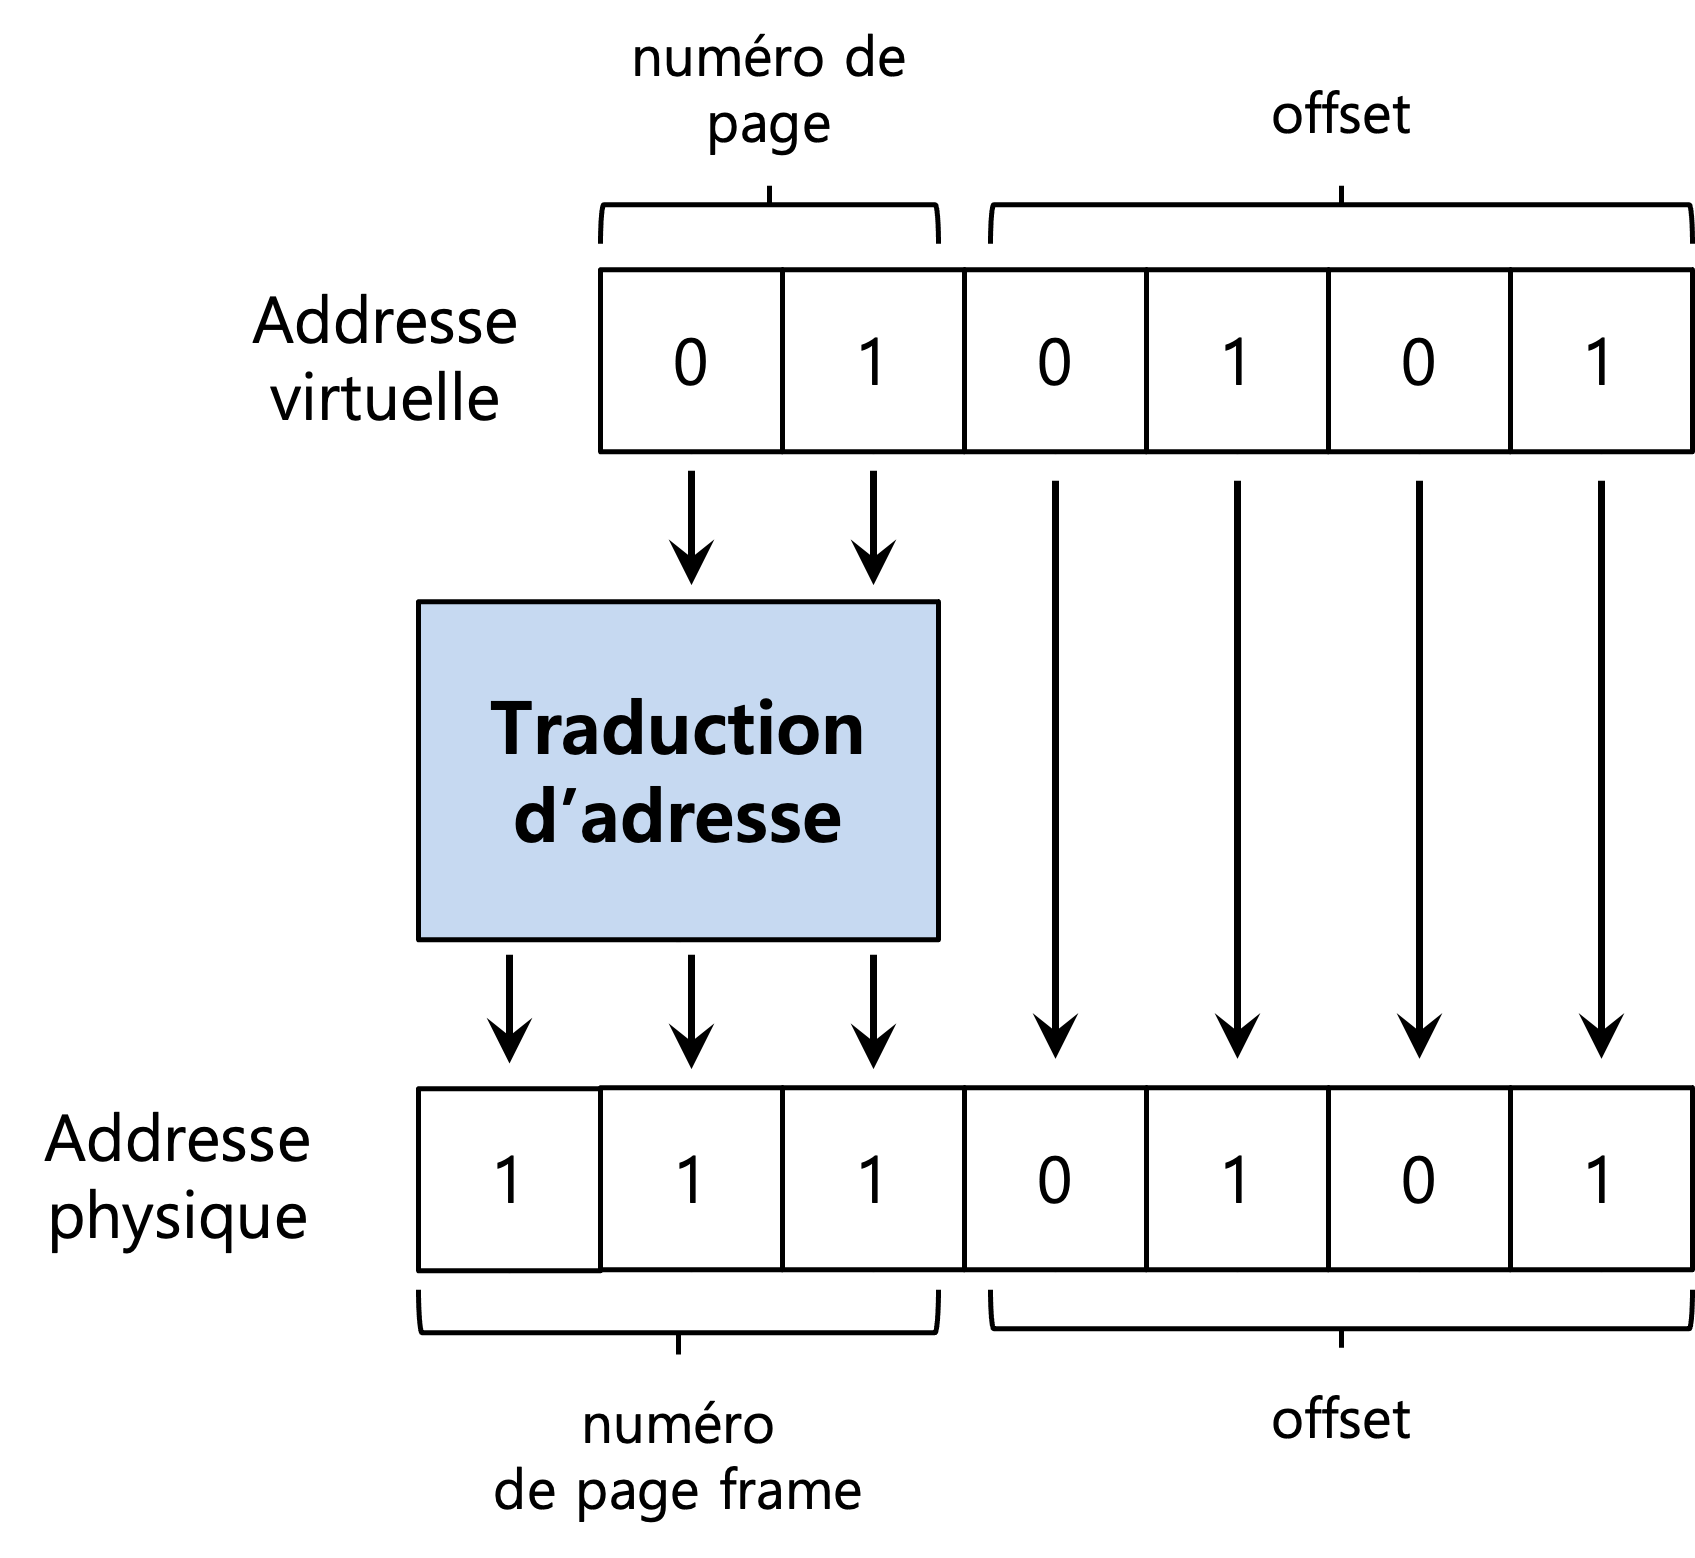 numéro de
page
offset
Addresse
virtuelle
0 1 0 1 0 1
Traduction
d’adresse
Addresse
physique
1 1 1 0 1 0 1
numéro
de page frame
offset